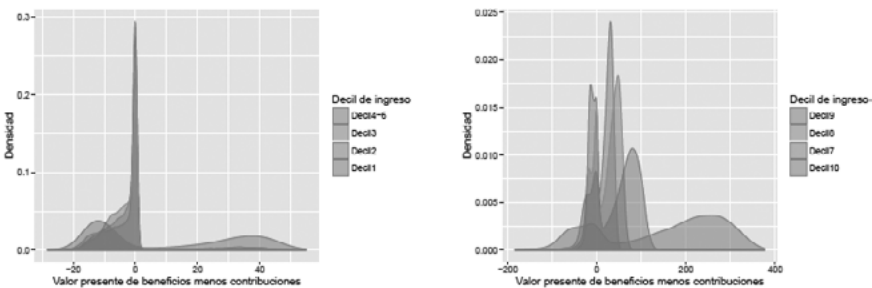 0.3
0.2
0.1
0.0
Densidad
−20
0
20
40
Valor presente de beneficios menos contribuciones
Decil de ingreso
Decil4−6
Decil3
Decil2
Decil1
0.025
0.020
0.015
0.010
0.005
0.000
Densidad
−200
0
200
400
Valor presente de beneficios menos contribuciones
Decil de ingreso
Decil9
Decil8
Decil7
Decil10